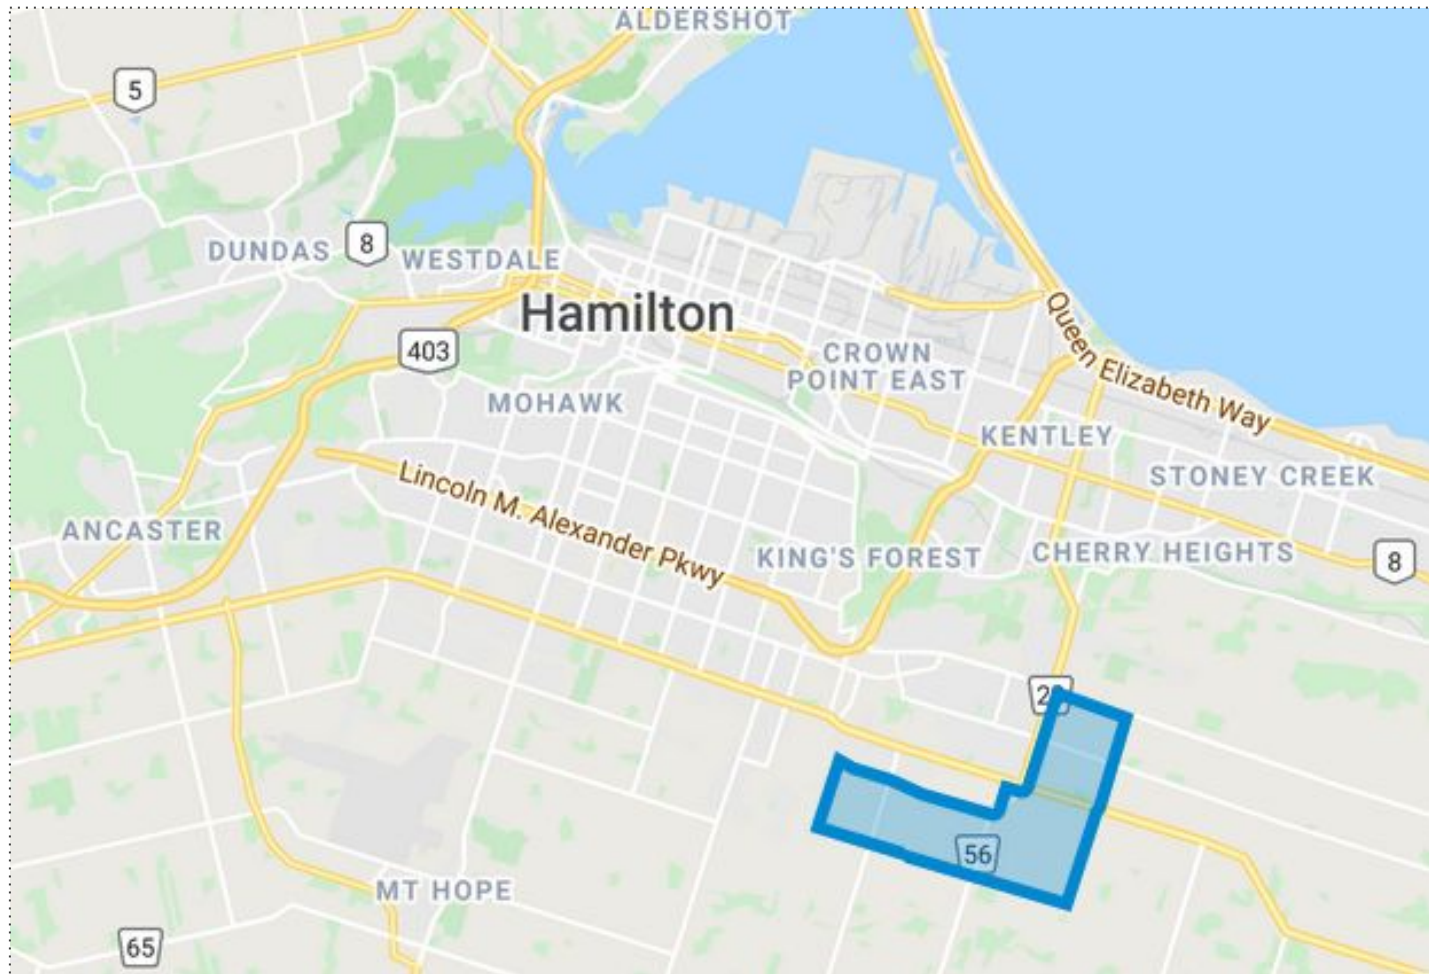 ALDERSHOT
5
DUNDAS
8
WESTDALE
Hamilton
403
CROWN
POINT EAST
Queen Elizabeth Way
MOHAWK
KENTLEY
STONEY CREEK
Lincoln M. Alexander Pkwy
ANCASTER
KING'S FOREST
CHERRY HEIGHTS
8
56
MT HOPE
65